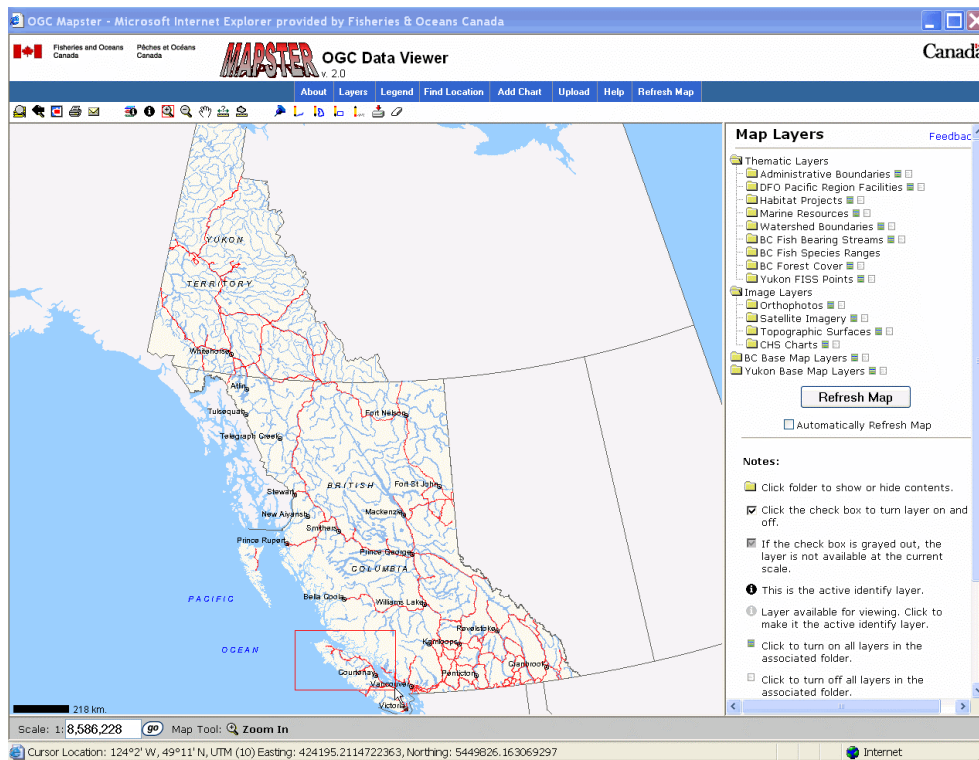 OGC Mapster - Microsoft Internet Explorer provided by Fisheries & Oceans Canada
Fisheries and Oceans Canada
Pêches et Océans Canada
MAPSTER OGC Data Viewer
v. 2.0
Canada
About Layers Legend Find Location Add Chart Upload Help Refresh Map
YUKON
TERRITORY
Whitehorse
Atlin
Tulsequah
Fort Nelson
Telegraph Creek
Stewart
BRITISH
Fort St John
New Aiyansh
Mackenzie
Smithers
Prince Rupert
Prince George
COLUMBIA
PACIFIC
Bella Coola
Williams Lake
Revelstoke
OCEAN
Kamloops
Cranbrook
Courtenay
Penticton
Vancouver
Victoria
218 km.
Map Layers
Feedbac
Thematic Layers
Administrative Boundaries
DFO Pacific Region Facilities
Habitat Projects
Marine Resources
Watershed Boundaries
BC Fish Bearing Streams
BC Fish Species Ranges
BC Forest Cover
Yukon FISS Points
Image Layers
Orthophotos
Satellite Imagery
Topographic Surfaces
CHS Charts
BC Base Map Layers
Yukon Base Map Layers
Refresh Map
Automatically Refresh Map
Notes:
Click folder to show or hide contents.
Click the check box to turn layer on and
off.
If the check box is grayed out, the
layer is not available at the current
scale.
This is the active identify layer.
Layer available for viewing. Click to
make it the active identify layer.
Click to turn on all layers in the
associated folder.
Click to turn off all layers in the
associated folder.
Scale: 1: 8,586,228 go Map Tool: Zoom In
Cursor Location: 124°2' W, 49°11' N, UTM (10) Easting: 424195.2114722363, Northing: 5449826.163069297
Internet